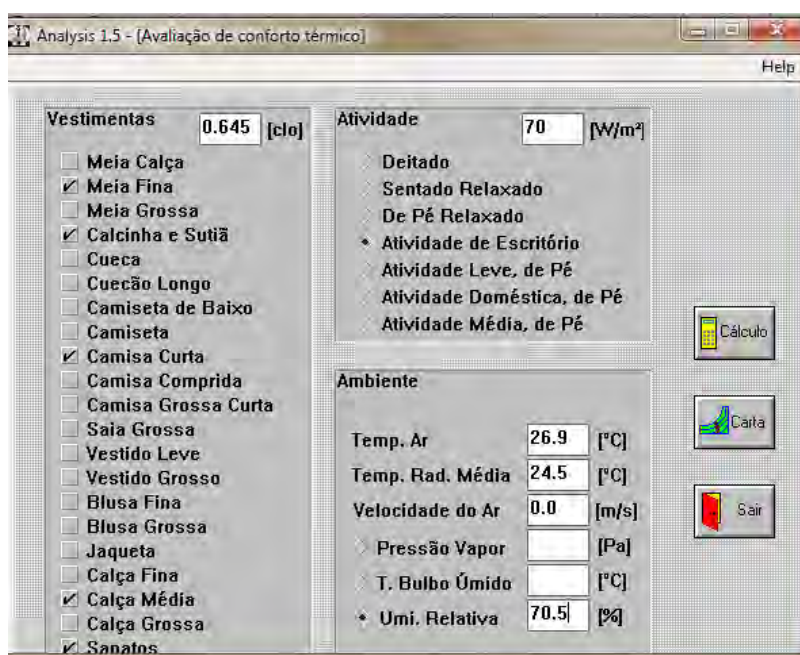 Analysis 1.5 - [Avaliação de conforto térmico]
Help
Vestimentas 0.645 [clo]
Meia Calça
Meia Fina
Meia Grossa
Calcinha e Sutiã
Cueca
Cuecão Longo
Camiseta de Baixo
Camiseta
Camisa Curta
Camisa Comprida
Camisa Grossa Curta
Saia Grossa
Vestido Leve
Vestido Grosso
Blusa Fina
Blusa Grossa
Jaqueta
Calça Fina
Calça Média
Calça Grossa
Sapatos
Atividade 70 [W/m²]
Deitado
Sentado Relaxado
De Pé Relaxado
Atividade de Escritório
Atividade Leve, de Pé
Atividade Doméstica, de Pé
Atividade Média, de Pé
Ambiente
Temp. Ar 26.9 [°C]
Temp. Rad. Média 24.5 [°C]
Velocidade do Ar 0.0 [m/s]
Pressão Vapor [Pa]
T. Bulbo Úmido [°C]
Umi. Relativa 70.5 [%]
Cálculo
Carta
Sair